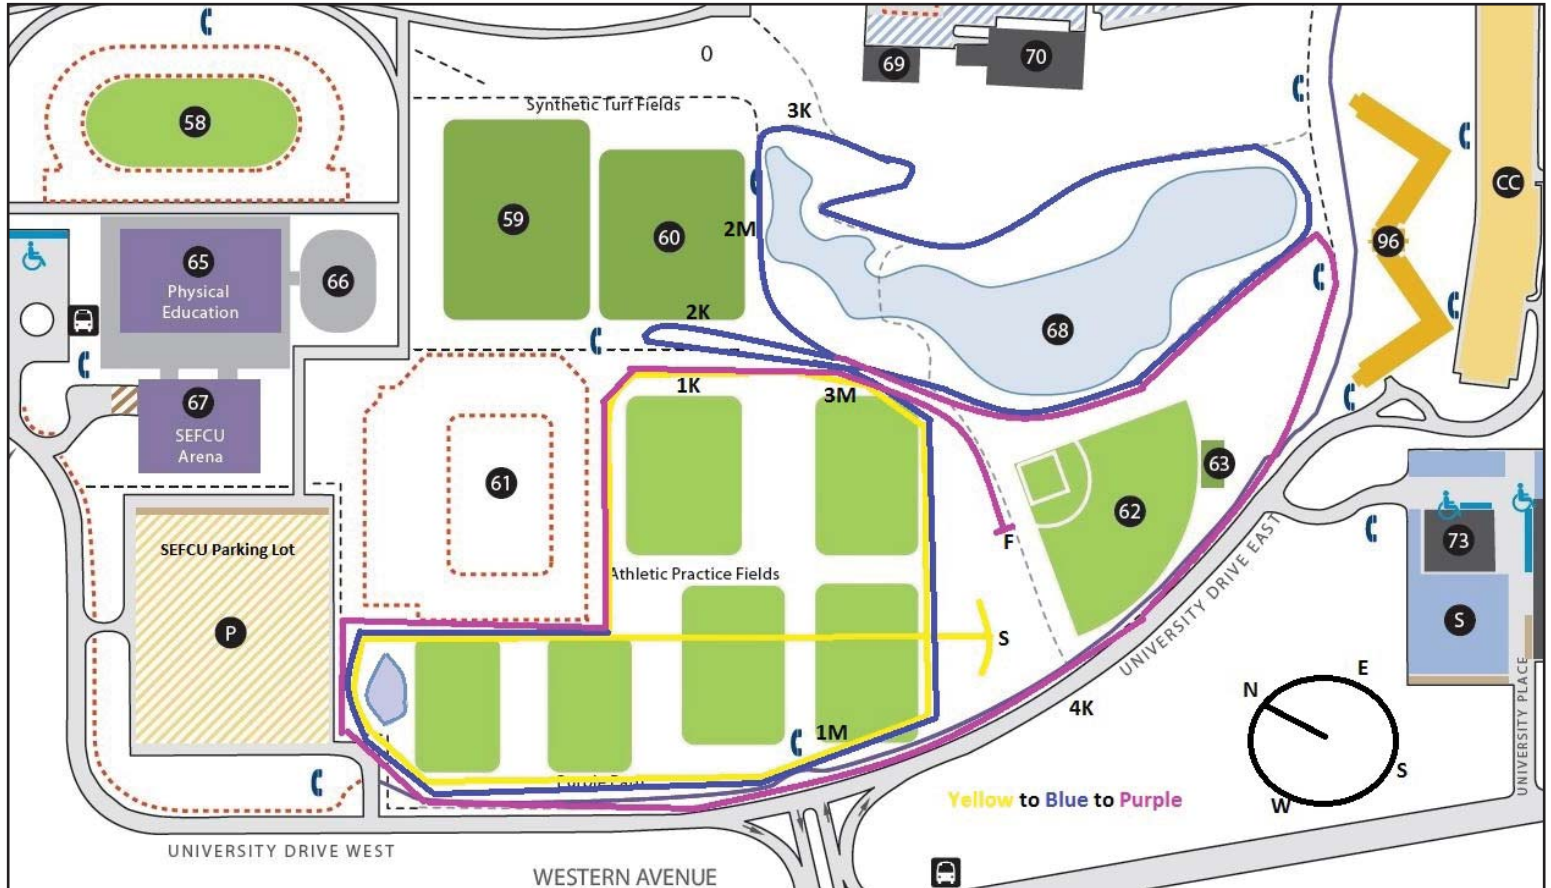 58
0
69
70
3K
Synthetic Turf Fields
59
60
2M
CC
65
Physical
Education
66
96
2K
68
67
SEFCU
Arena
1K
3M
61
63
62
SEFCU Parking Lot
73
F
Athletic Practice Fields
P
S
S
UNIVERSITY DRIVE EAST
UNIVERSITY PLACE
4K
1M
N
E
S
W
Yellow to Blue to Purple
UNIVERSITY DRIVE WEST
WESTERN AVENUE